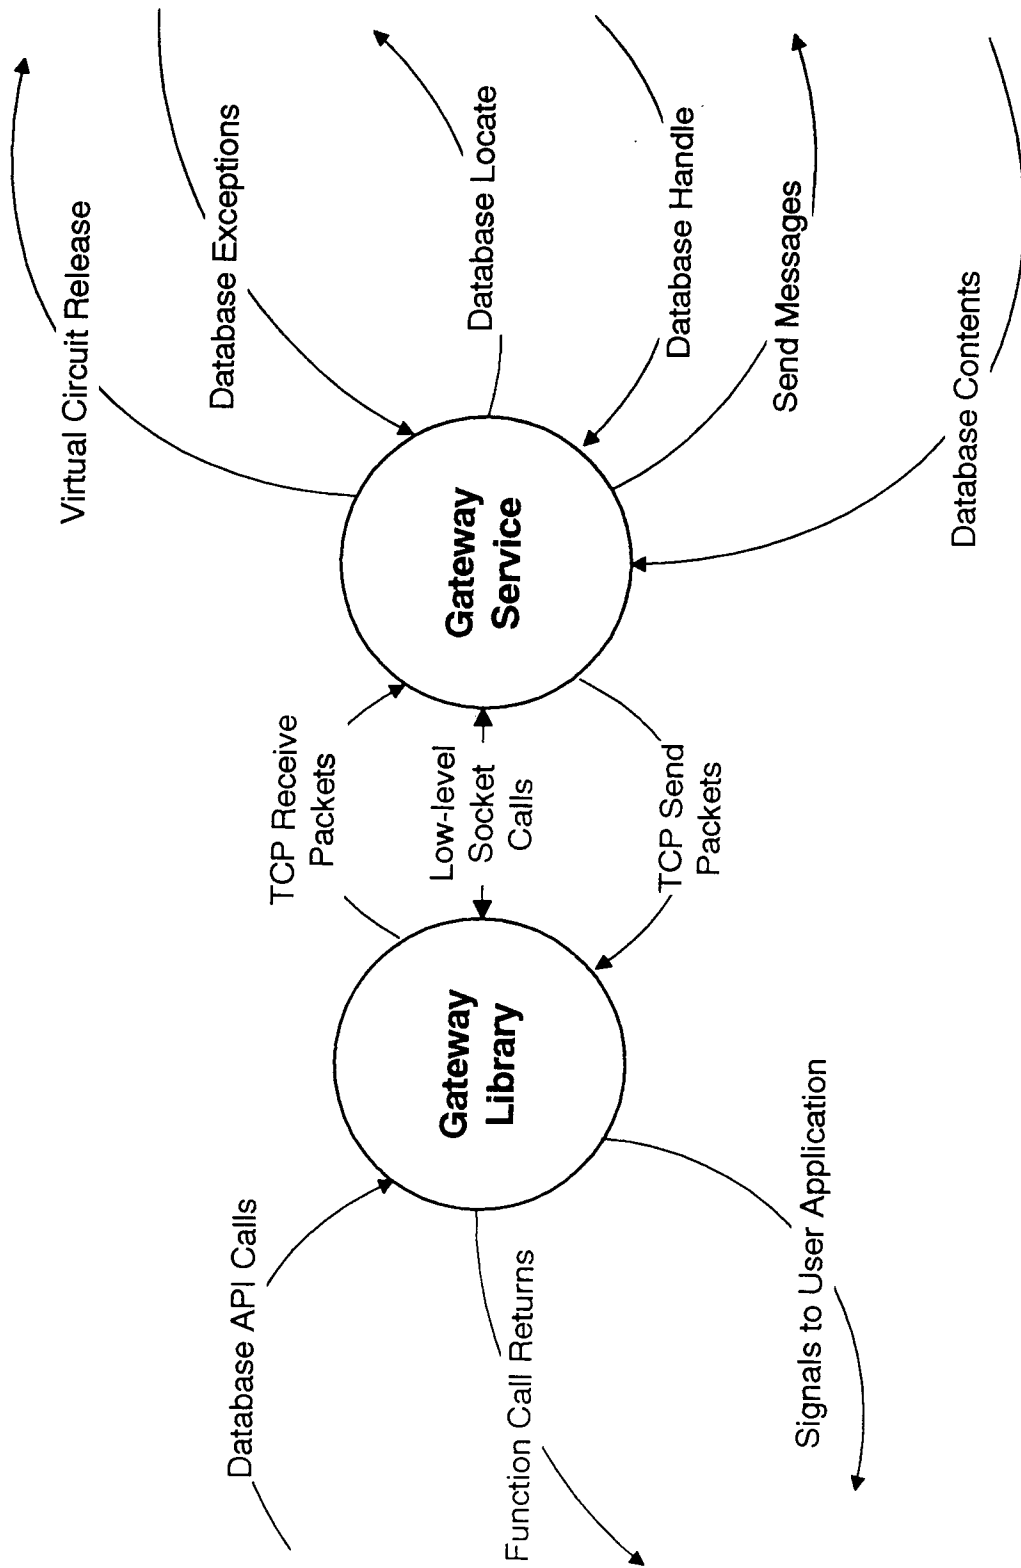 Database API Calls
Function Call Returns
Signals to User Application
Gateway
Library
TCP Receive
Packets
Low-level
Socket
Calls
TCP Send
Packets
Gateway
Service
Virtual Circuit Release
Database Exceptions
Database Locate
Database Handle
Send Messages
Database Contents